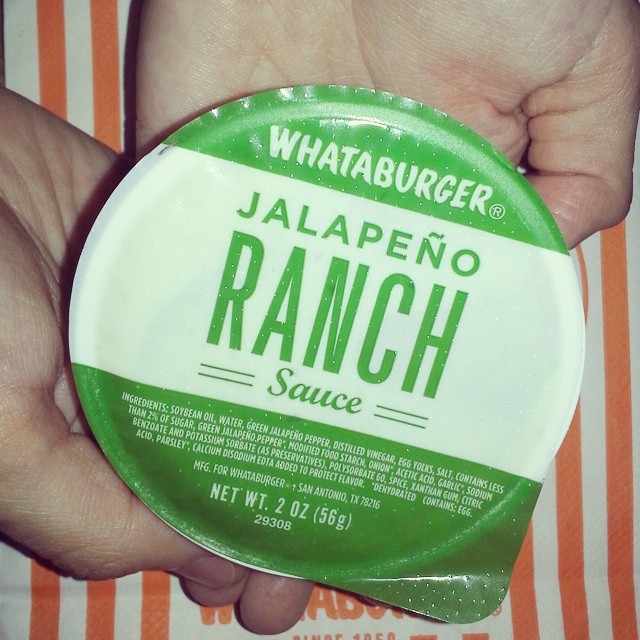 WHATABURGER®
JALAPEÑO
RANCH
Sauce
INGREDIENTS: SOYBEAN OIL, WATER, GREEN JALAPEÑO PEPPER, DISTILLED VINEGAR, EGG YOLKS, SALT, CONTAINS LESS
THAN 2% OF SUGAR, GREEN JALAPEÑO PEPPER*, MODIFIED FOOD STARCH, ONION*, ACETIC ACID, GARLIC*, SODIUM
BENZOATE AND POTASSIUM SORBATE (AS PRESERVATIVES), POLYSORBATE 60, SPICE, XANTHAN GUM, CITRIC
ACID, PARSLEY*, CALCIUM DISODIUM EDTA ADDED TO PROTECT FLAVOR. *DEHYDRATED CONTAINS: EGG.
MFG. FOR WHATABURGER®, SAN ANTONIO, TX 78216
NET WT. 2 OZ (56g)
29308
SINCE 1950